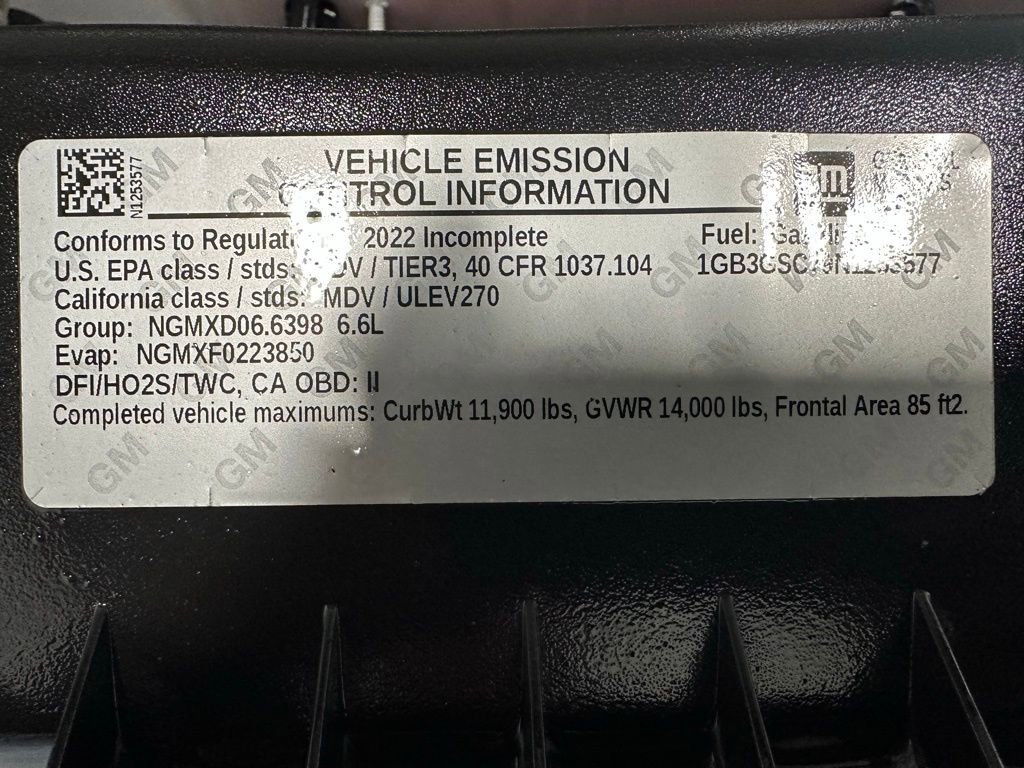 N1253577
VEHICLE EMISSION
CONTROL INFORMATION
gm
Conforms to 2022 Incomplete
Fuel:
U.S. EPA class / stds: / TIER3, 40 CFR 1037.104
California class / stds: MDV / ULEV270
Group: NGMXD06.6398 6.6L
Evap: NGMXF0223850
DFI/HO2S/TWC, CA OBD: II
Completed vehicle maximums: CurbWt 11,900 lbs, GVWR 14,000 lbs, Frontal Area 85 ft2.